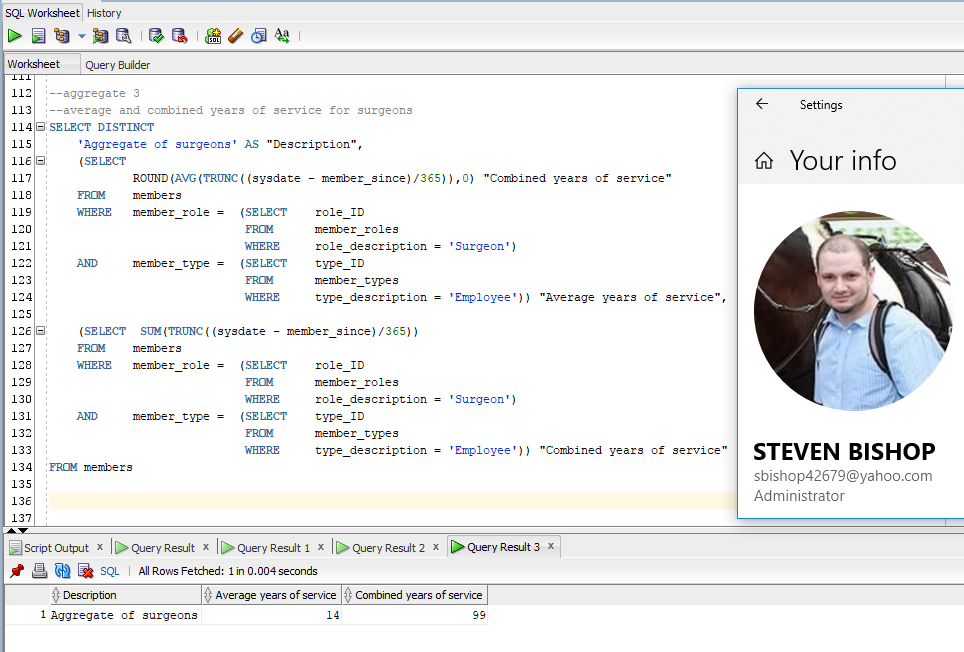 SQL Worksheet History
Worksheet Query Builder
111
112 --aggregate 3
113 --average and combined years of service for surgeons
114 SELECT DISTINCT
115 'Aggregate of surgeons' AS "Description",
116 (SELECT
117 ROUND(AVG(TRUNC((sysdate - member_since)/365)),0) "Combined years of service"
118 FROM members
119 WHERE member_role = (SELECT role_ID
120 FROM member_roles
121 WHERE role_description = 'Surgeon')
122 AND member_type = (SELECT type_ID
123 FROM member_types
124 WHERE type_description = 'Employee')) "Average years of service",
125
126 (SELECT SUM(TRUNC((sysdate - member_since)/365))
127 FROM members
128 WHERE member_role = (SELECT role_ID
129 FROM member_roles
130 WHERE role_description = 'Surgeon')
131 AND member_type = (SELECT type_ID
132 FROM member_types
133 WHERE type_description = 'Employee')) "Combined years of service"
134 FROM members
135
136
137
Settings
Your info
STEVEN BISHOP
sbishop42679@yahoo.com
Administrator
Script Output x Query Result x Query Result 1 x Query Result 2 x Query Result 3 x
SQL | All Rows Fetched: 1 in 0.004 seconds
Description Average years of service Combined years of service
1 Aggregate of surgeons 14 99